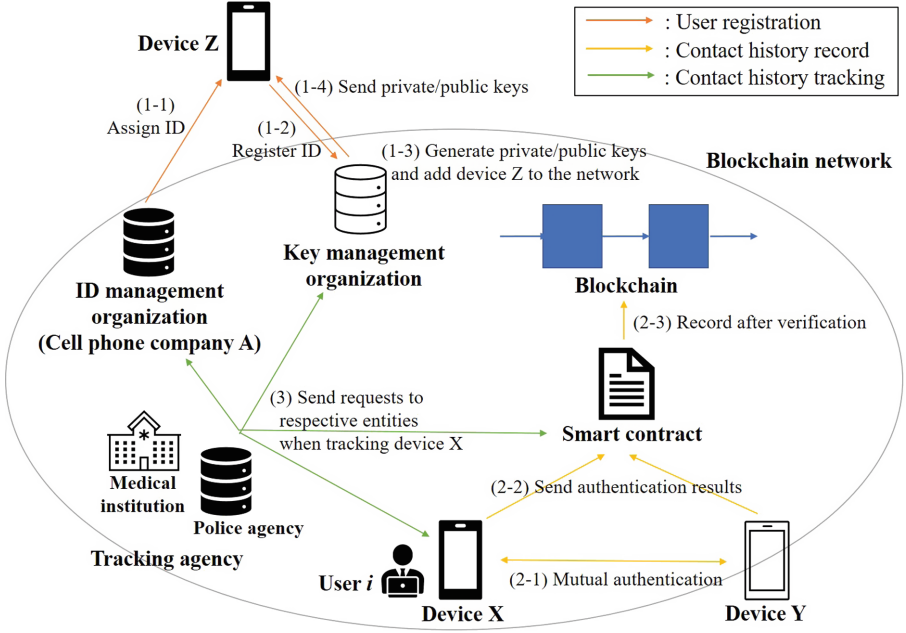 Device Z
: User registration
: Contact history record
: Contact history tracking
(1-4) Send private/public keys
(1-1)
Assign ID
(1-2)
Register ID
(1-3) Generate private/public keys
and add device Z to the network
Blockchain network
Key management
organization
ID management
organization
(Cell phone company A)
Blockchain
(2-3) Record after verification
(3) Send requests to
respective entities
when tracking device X
Smart contract
Medical
institution
Police agency
Tracking agency
(2-2) Send authentication results
User i
(2-1) Mutual authentication
Device X
Device Y